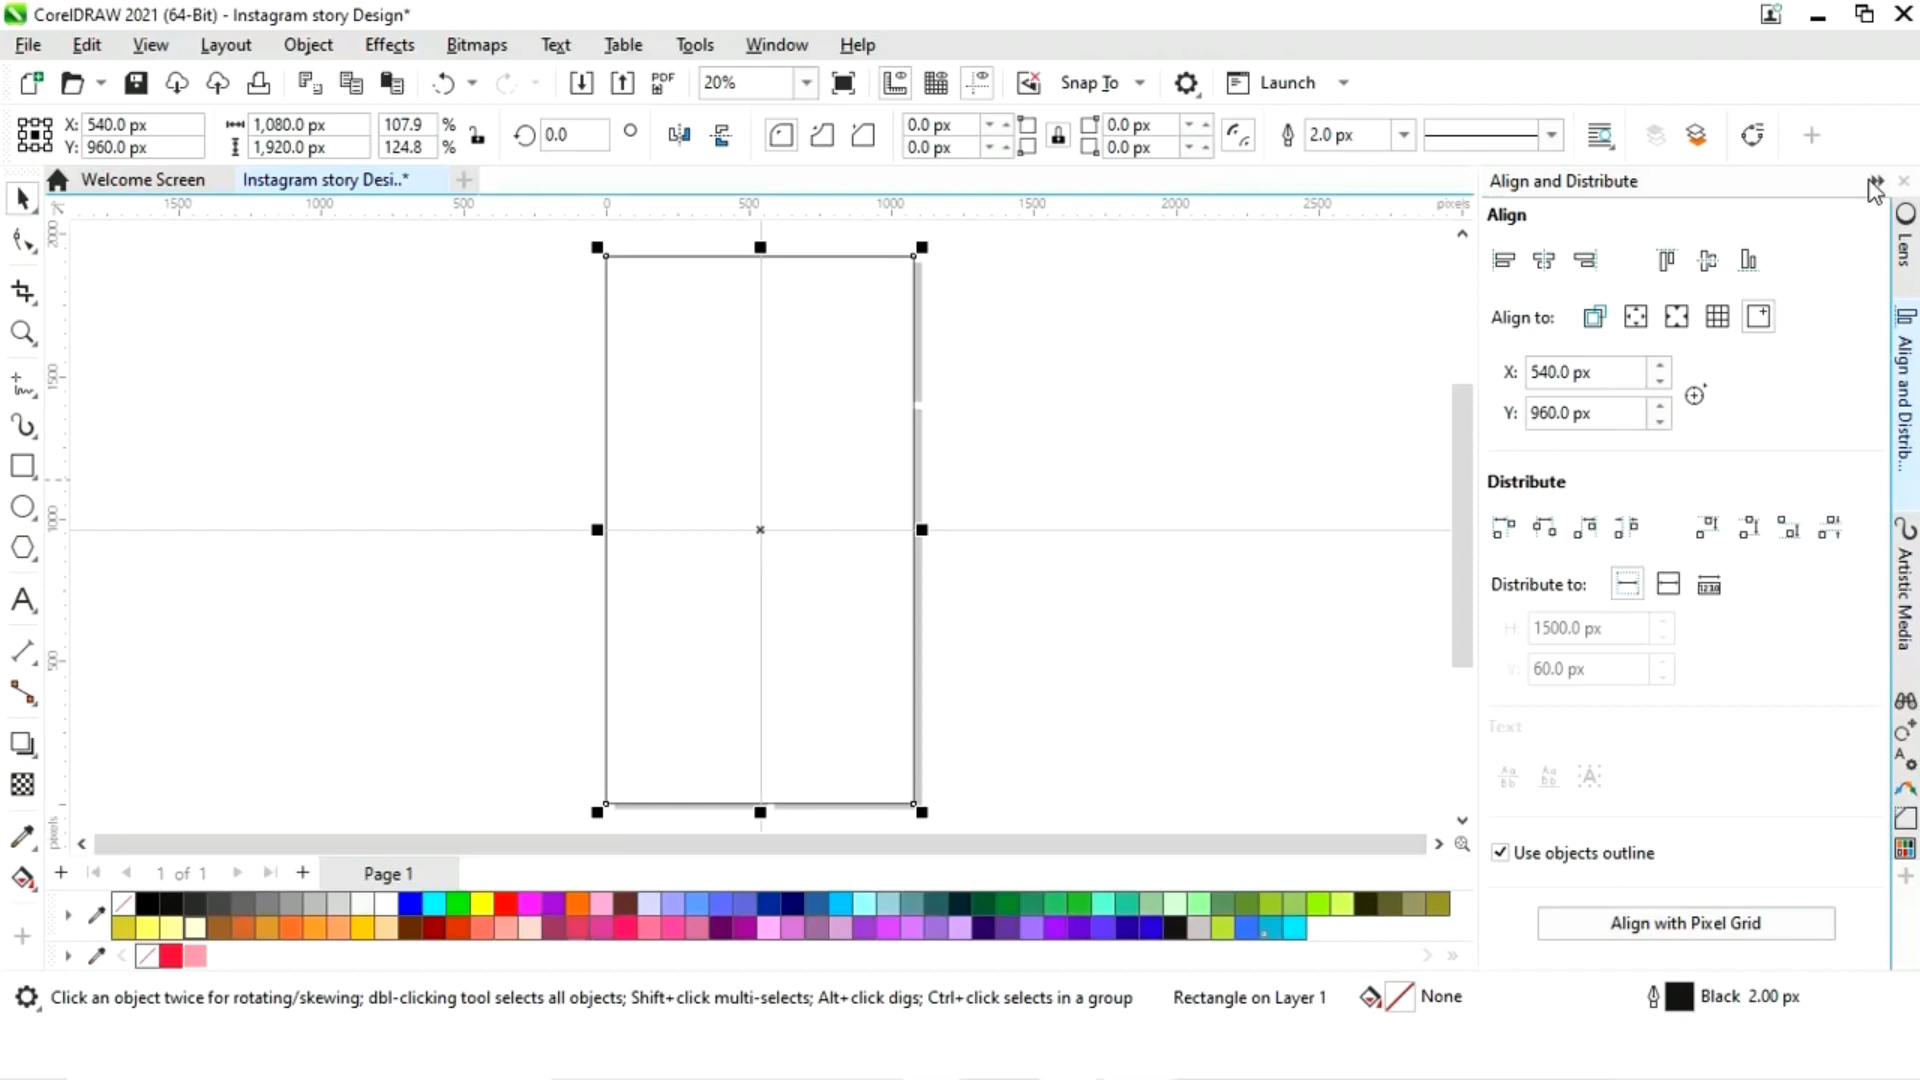 CorelDRAW 2021 (64-Bit) - Instagram story Design*
File Edit View Layout Object Effects Bitmaps Text Table Tools Window Help
PDF 20% Snap To Launch
X: 540.0 px 1,080.0 px 107.9 % 0.0 0.0 px 0.0 px 2.0 px
Y: 960.0 px 1,920.0 px 124.8 % 0.0 px 0.0 px
Welcome Screen Instagram story Desi..*
1500 1000 500 0 500 1000 1500 2000 2500 pixels
2000
1500
1000
500
pixels
Align and Distribute
Align
Align to:
X: 540.0 px
Y: 960.0 px
Distribute
Distribute to:
H: 1500.0 px
V: 60.0 px
Text
Use objects outline
Align with Pixel Grid
Lens
Align and Distrib...
Artistic Media
1 of 1 Page 1
Click an object twice for rotating/skewing; dbl-clicking tool selects all objects; Shift+click multi-selects; Alt+click digs; Ctrl+click selects in a group Rectangle on Layer 1 None Black 2.00 px